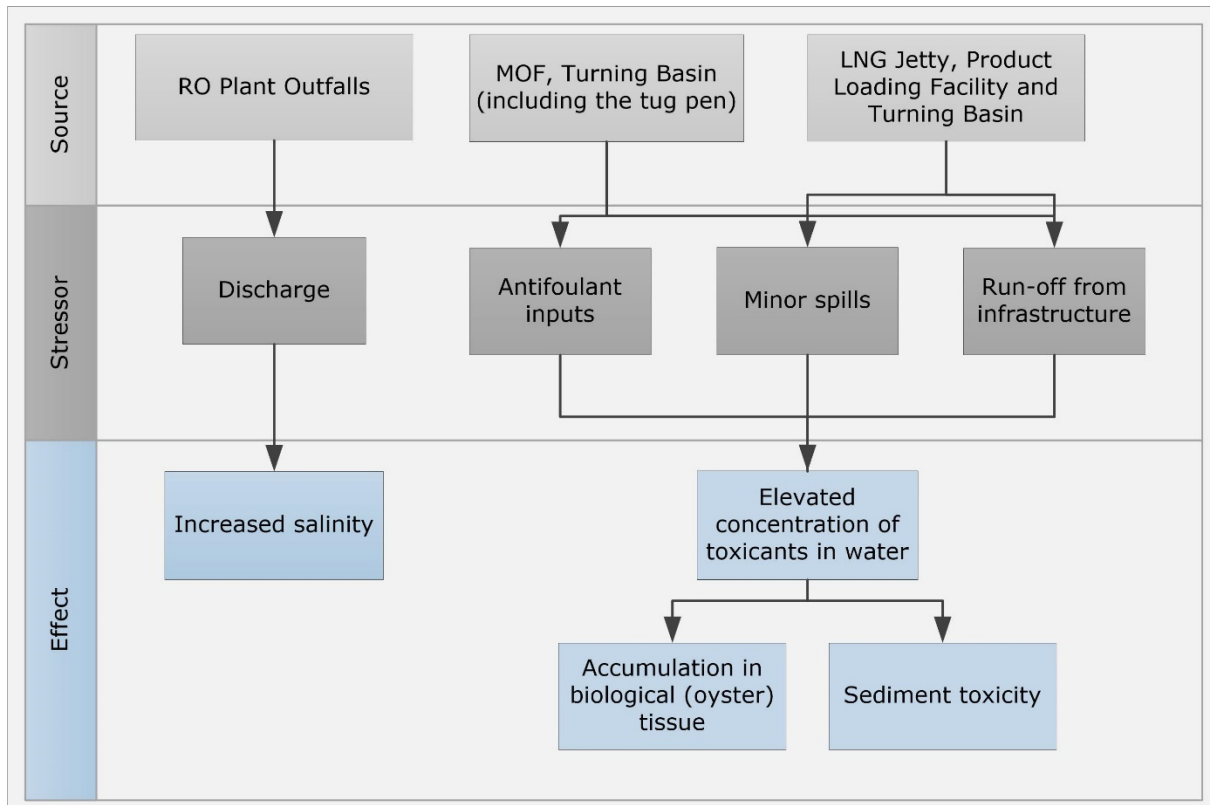 Source
RO Plant Outfalls
MOF, Turning Basin
(including the tug pen)
LNG Jetty, Product
Loading Facility and
Turning Basin
Stressor
Discharge
Antifoulant
inputs
Minor spills
Run-off from
infrastructure
Effect
Increased salinity
Elevated
concentration of
toxicants in water
Accumulation in
biological (oyster)
tissue
Sediment toxicity